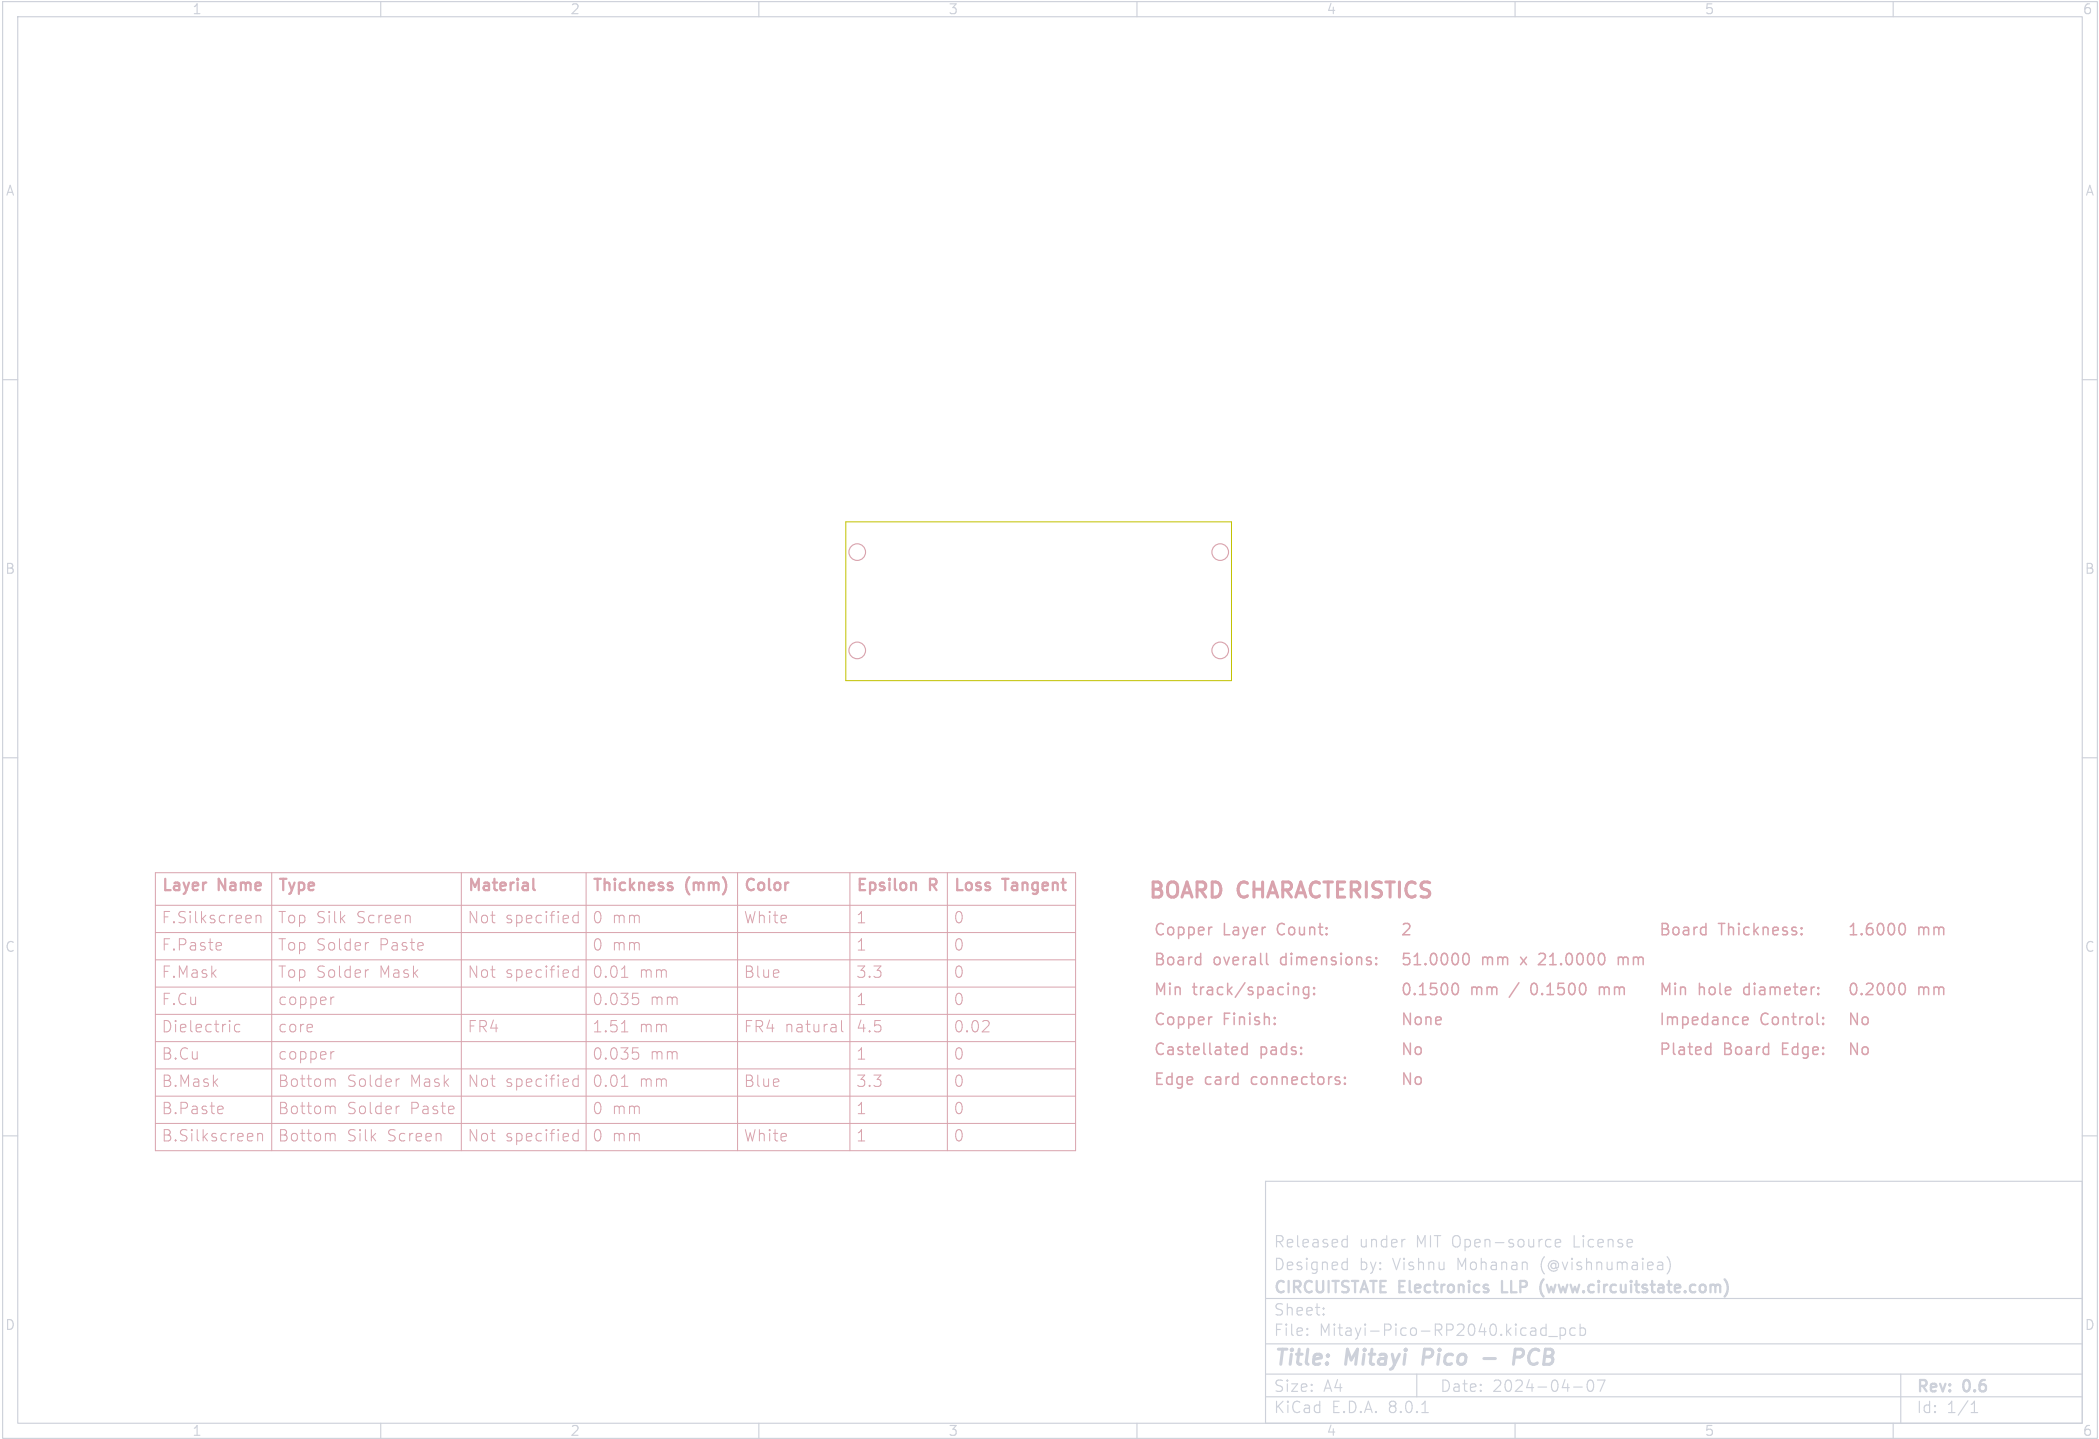 1 2 3 4 5 6
A A
B B
Layer Name Type Material Thickness (mm) Color Epsilon R Loss Tangent
F.Silkscreen Top Silk Screen Not specified 0 mm White 1 0
F.Paste Top Solder Paste 0 mm 1 0
F.Mask Top Solder Mask Not specified 0.01 mm Blue 3.3 0
F.Cu copper 0.035 mm 1 0
Dielectric core FR4 1.51 mm FR4 natural 4.5 0.02
B.Cu copper 0.035 mm 1 0
B.Mask Bottom Solder Mask Not specified 0.01 mm Blue 3.3 0
B.Paste Bottom Solder Paste 0 mm 1 0
B.Silkscreen Bottom Silk Screen Not specified 0 mm White 1 0
BOARD CHARACTERISTICS
Copper Layer Count: 2 Board Thickness: 1.6000 mm
Board overall dimensions: 51.0000 mm x 21.0000 mm
Min track/spacing: 0.1500 mm / 0.1500 mm Min hole diameter: 0.2000 mm
Copper Finish: None Impedance Control: No
Castellated pads: No Plated Board Edge: No
Edge card connectors: No
C C
Released under MIT Open-source License
Designed by: Vishnu Mohanan (@vishnumaiea)
CIRCUITSTATE Electronics LLP (www.circuitstate.com)
Sheet:
File: Mitayi-Pico-RP2040.kicad_pcb
Title: Mitayi Pico - PCB
Size: A4 Date: 2024-04-07 Rev: 0.6
KiCad E.D.A. 8.0.1 Id: 1/1
D D
1 2 3 4 5 6